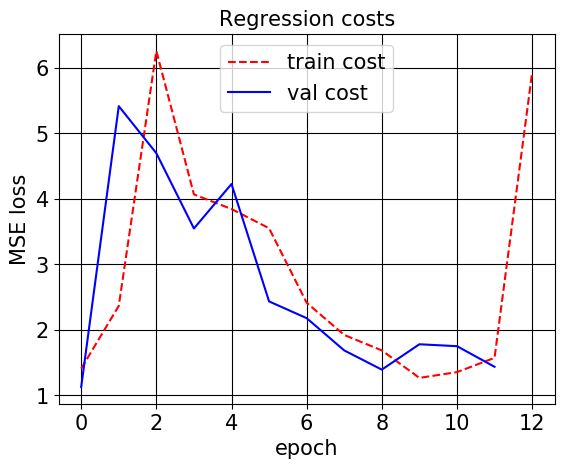 Regression costs
train cost
val cost
MSE loss
6
5
4
3
2
1
0 2 4 6 8 10 12
epoch